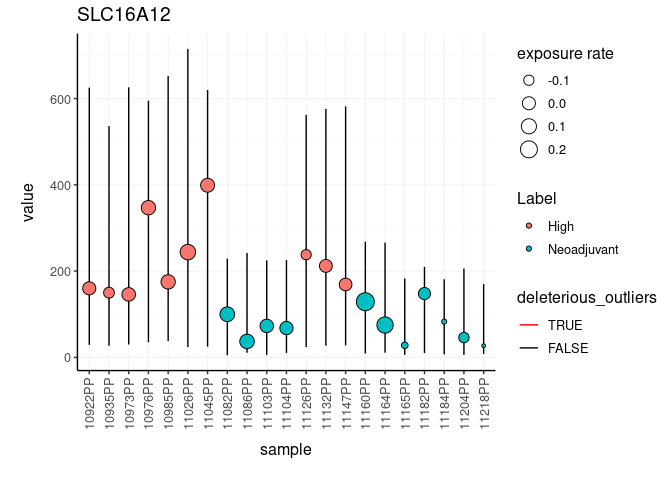 SLC16A12
value
600
400
200
0
10922PP
10935PP
10973PP
10976PP
10985PP
11026PP
11045PP
11082PP
11086PP
11103PP
11104PP
11126PP
11132PP
11147PP
11160PP
11164PP
11165PP
11182PP
11184PP
11204PP
11218PP
sample
exposure rate
-0.1
0.0
0.1
0.2
Label
High
Neoadjuvant
deleterious_outliers
TRUE
FALSE